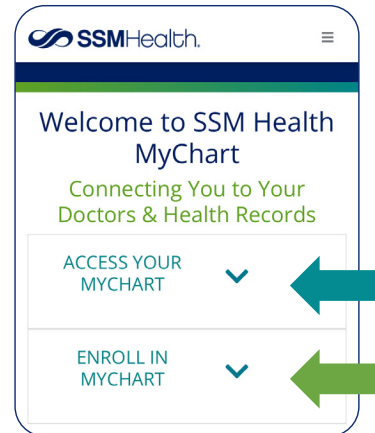 SSMHealth.
Welcome to SSM Health
MyChart
Connecting You to Your
Doctors & Health Records
ACCESS YOUR
MYCHART
ENROLL IN
MYCHART